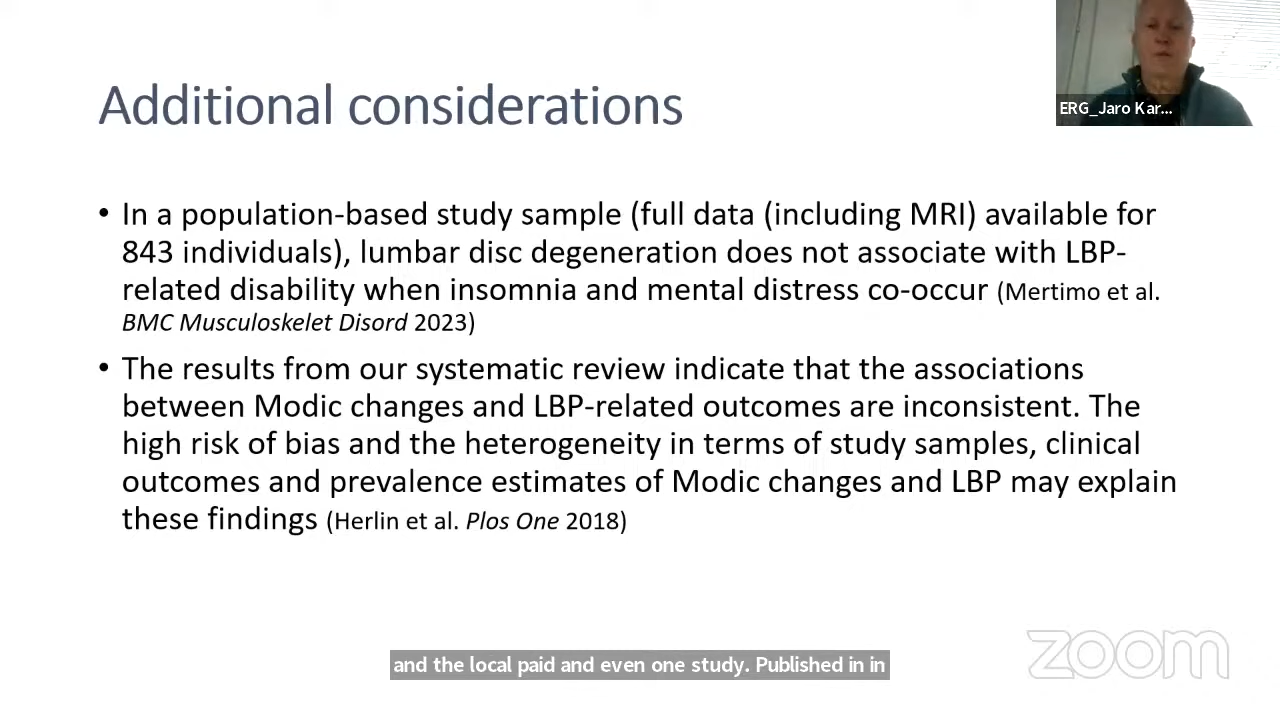 Additional considerations
ERG_Jaro Kar...
• In a population-based study sample (full data (including MRI) available for
843 individuals), lumbar disc degeneration does not associate with LBP-
related disability when insomnia and mental distress co-occur (Mertimo et al.
BMC Musculoskelet Disord 2023)
• The results from our systematic review indicate that the associations
between Modic changes and LBP-related outcomes are inconsistent. The
high risk of bias and the heterogeneity in terms of study samples, clinical
outcomes and prevalence estimates of Modic changes and LBP may explain
these findings (Herlin et al. Plos One 2018)
and the local paid and even one study. Published in in
zoom